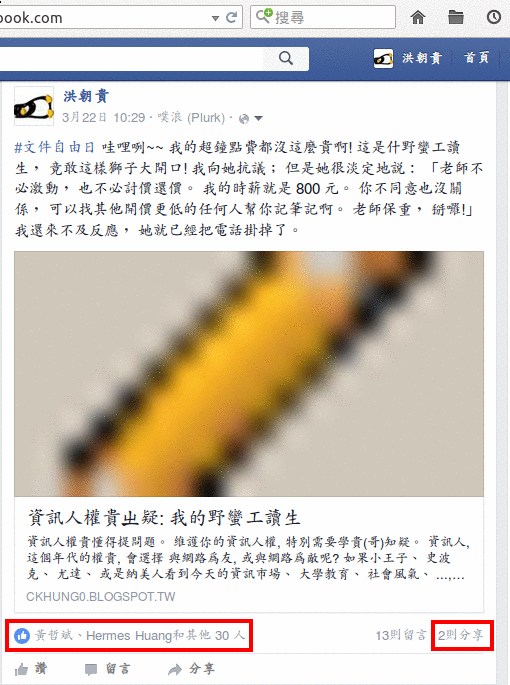 book.com
搜尋
洪朝貴 首頁
洪朝貴
3月22日 10:29 · 噗浪 (Plurk) ·
#文件自由日 哇哩咧~~ 我的超鐘點費都沒這麼貴啊! 這是什野蠻工讀
生， 竟敢這樣獅子大開口! 我向她抗議； 但是她很淡定地說： 「老師不
必激動， 也不必討價還價。 我的時薪就是 800 元。 你不同意也沒關
係， 可以找其他開價更低的任何人幫你記筆記啊。 老師保重， 掰囉!」
我還來不及反應， 她就已經把電話掛掉了。
資訊人權貴ㄓ疑: 我的野蠻工讀生
資訊人權貴懂得捉問題。 維護你的資訊人權, 特別需要學貴(哥)知疑。 資訊人,
這個年代的權貴, 會選擇 與網路為友, 或與網路為敵呢? 如果小王子、 史波
克、 尤達、 或是納美人看到今天的資訊市場、 大學教育、 社會風氣、 ...,...
CKHUNG0.BLOGSPOT.TW
黃哲斌、Hermes Huang和其他 30 人
13則留言 2則分享
讚 留言 分享